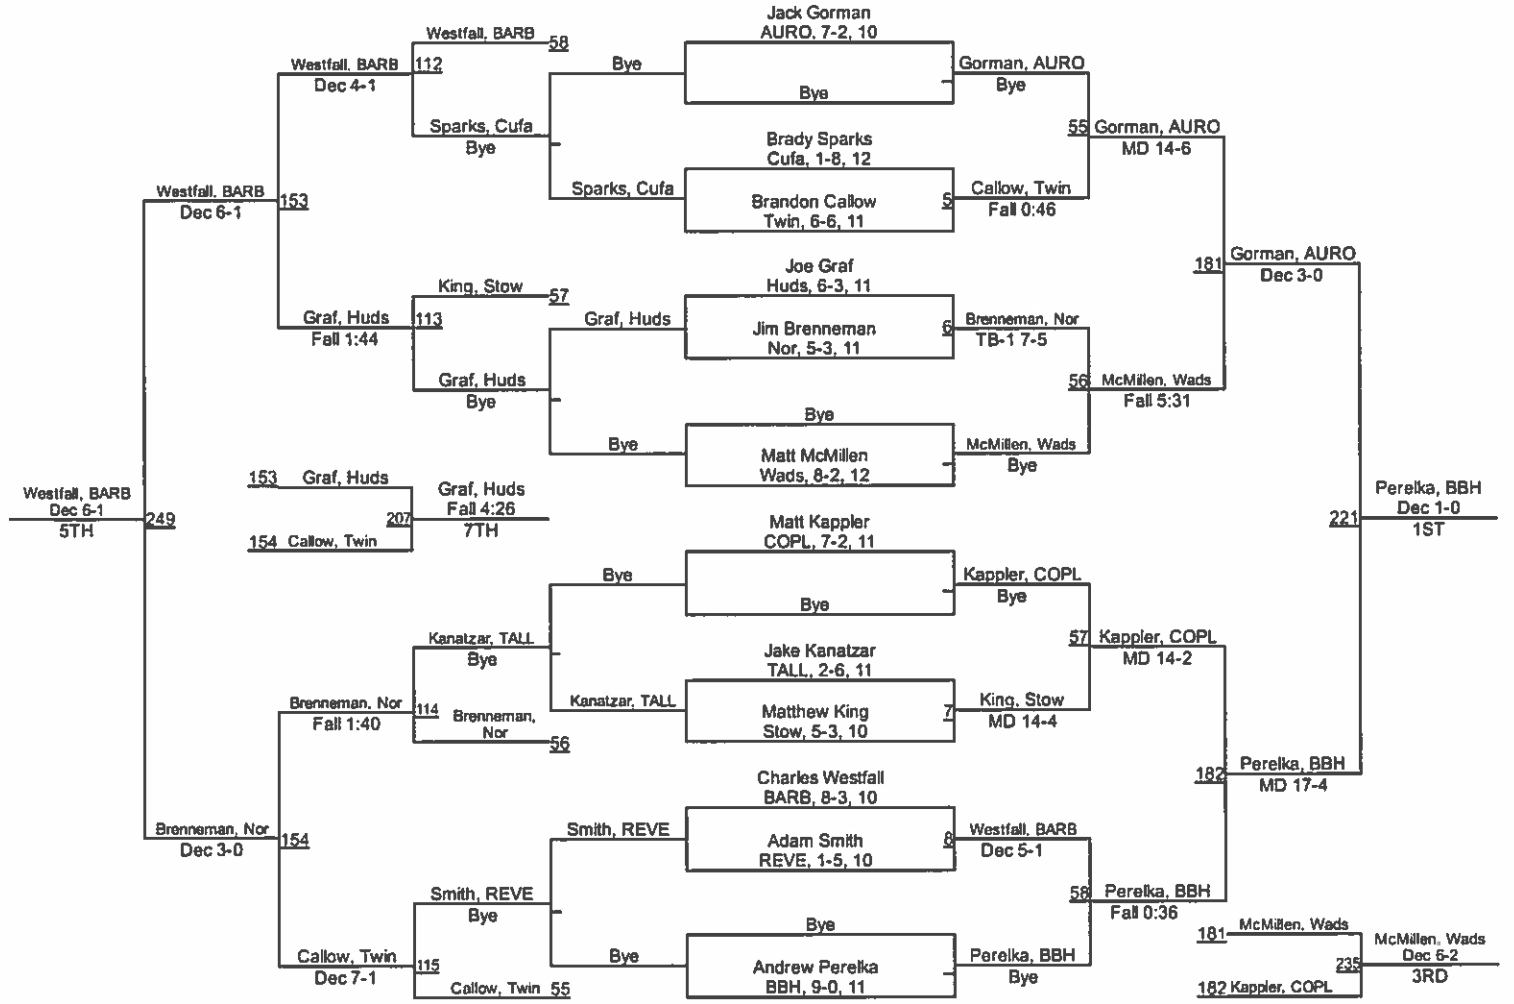 Jack Gorman
AURO, 7-2, 10
Westfall, BARB
58
Westfall, BARB
112
Dec 4-1
Bye
Bye
Gorman, AURO
Bye
Sparks, Cufa
Bye
55
Gorman, AURO
MD 14-6
Brady Sparks
Cufa, 1-8, 12
Westfall, BARB
Dec 6-1
153
Sparks, Cufa
Brandon Callow
Twin, 6-6, 11
5
Callow, Twin
Fall 0:46
181
Gorman, AURO
Dec 3-0
Joe Graf
Huds, 6-3, 11
King, Stow
57
Graf, Huds
Fall 1:44
113
Graf, Huds
Jim Brenneman
Nor, 5-3, 11
6
Brenneman, Nor
TB-1 7-5
Graf, Huds
Bye
56
McMillen, Wads
Fall 5:31
Bye
Bye
Matt McMillen
Wads, 8-2, 12
McMillen, Wads
Bye
153
Graf, Huds
Graf, Huds
Fall 4:26
207
7TH
154
Callow, Twin
Westfall, BARB
Dec 6-1
249
5TH
Perelka, BBH
Dec 1-0
221
1ST
Matt Kappler
COPL, 7-2, 11
Bye
Bye
Kappler, COPL
Bye
Kanatzar, TALL
Bye
57
Kappler, COPL
MD 14-2
Jake Kanatzar
TALL, 2-6, 11
Brenneman, Nor
Fall 1:40
114
Brenneman,
Nor
56
Kanatzar, TALL
Matthew King
Stow, 5-3, 10
7
King, Stow
MD 14-4
182
Perelka, BBH
MD 17-4
Charles Westfall
BARB, 8-3, 10
Brenneman, Nor
Dec 3-0
154
Smith, REVE
Adam Smith
REVE, 1-5, 10
8
Westfall, BARB
Dec 5-1
Smith, REVE
Bye
58
Perelka, BBH
Fall 0:36
Bye
Callow, Twin
Dec 7-1
115
Callow, Twin
55
Bye
Andrew Perelka
BBH, 9-0, 11
Perelka, BBH
Bye
181
McMillen, Wads
McMillen, Wads
Dec 6-2
235
3RD
182
Kappler, COPL